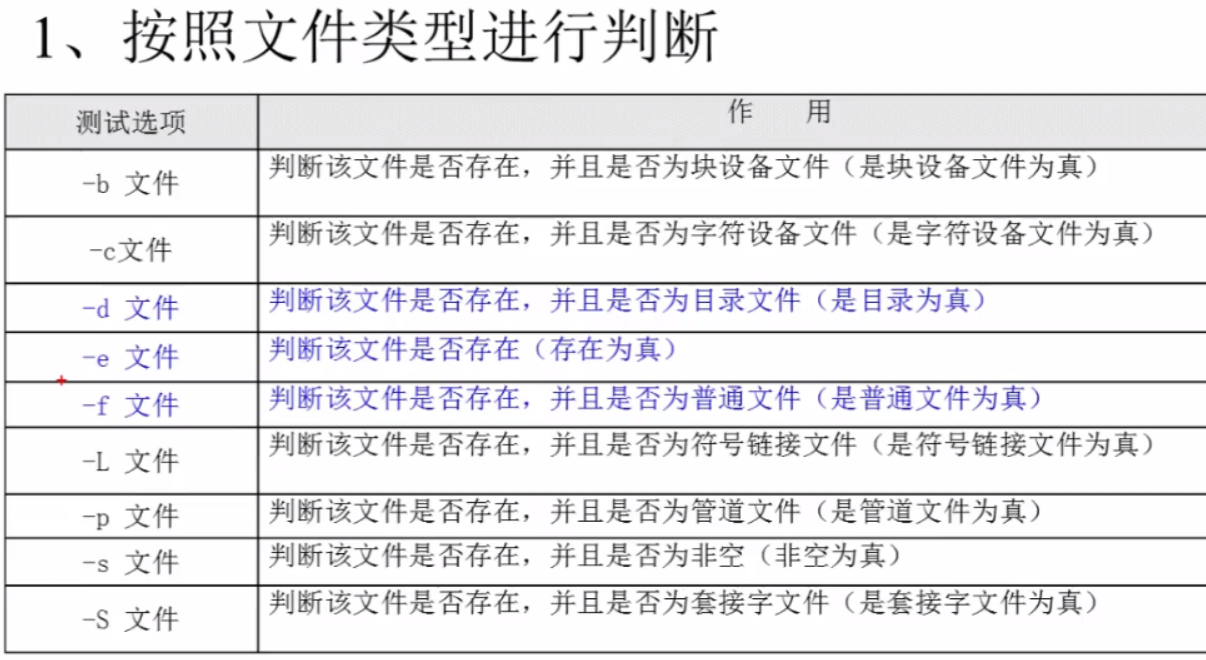 1、按照文件类型进行判断
测试选项 作 用
-b 文件 判断该文件是否存在，并且是否为块设备文件（是块设备文件为真）
-c文件 判断该文件是否存在，并且是否为字符设备文件（是字符设备文件为真）
-d 文件 判断该文件是否存在，并且是否为目录文件（是目录为真）
-e 文件 判断该文件是否存在（存在为真）
-f 文件 判断该文件是否存在，并且是否为普通文件（是普通文件为真）
-L 文件 判断该文件是否存在，并且是否为符号链接文件（是符号链接文件为真）
-p 文件 判断该文件是否存在，并且是否为管道文件（是管道文件为真）
-s 文件 判断该文件是否存在，并且是否为非空（非空为真）
-S 文件 判断该文件是否存在，并且是否为套接字文件（是套接字文件为真）